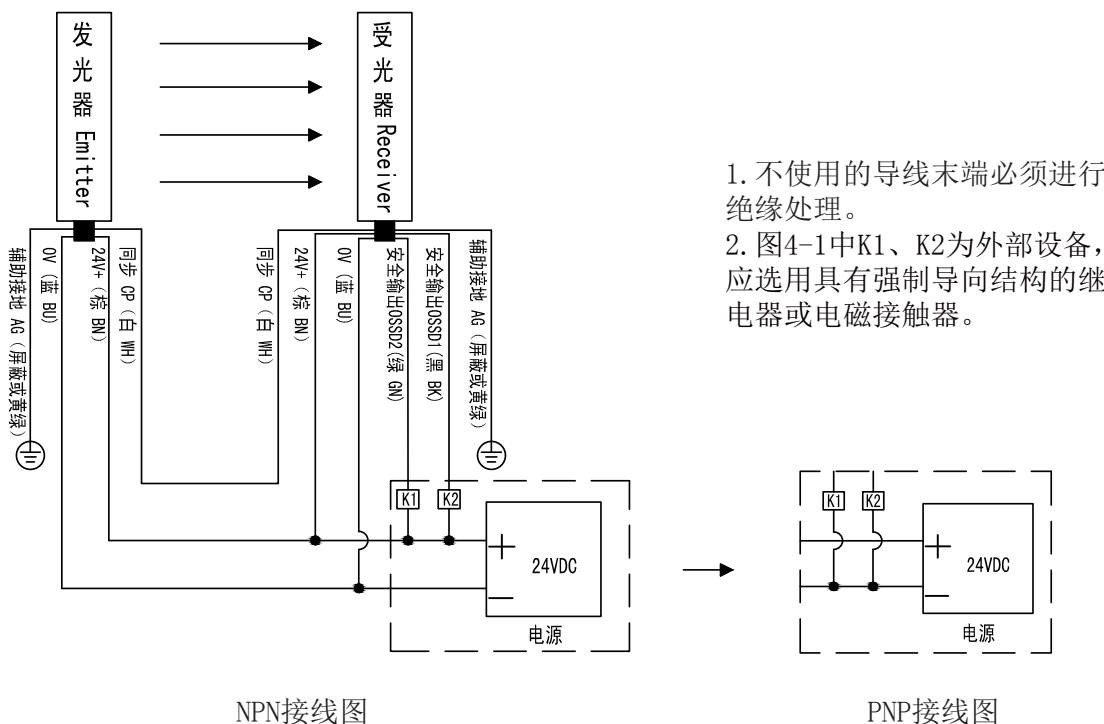 发光器 Emitter
受光器 Receiver
辅助接地 AG (屏蔽或黄绿)
0V (蓝 BU)
24V+ (棕 BN)
同步 CP (白 WH)
同步 CP (白 WH)
24V+ (棕 BN)
0V (蓝 BU)
安全输出OSSD2(绿 GN)
安全输出OSSD1(黑 BK)
辅助接地 AG (屏蔽或黄绿)
1.不使用的导线末端必须进行
绝缘处理。
2.图4-1中K1、K2为外部设备,
应选用具有强制导向结构的继
电器或电磁接触器。
K1 K2
+
24VDC
—
电源
K1 K2
+
24VDC
—
电源
NPN接线图
PNP接线图